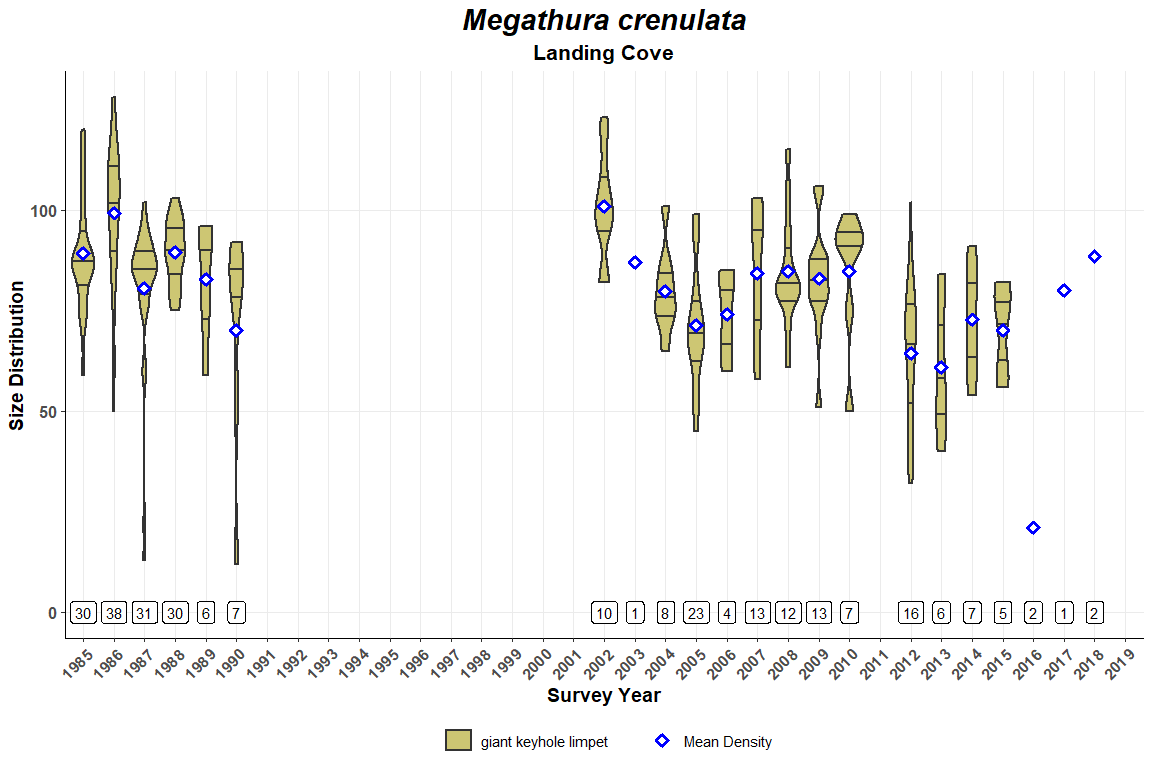 Megathura crenulata
Landing Cove
Size Distribution
100
50
0
30 38 31 30 6 7 10 1 8 23 4 13 12 13 7 16 6 7 5 2 1 2
1985 1986 1987 1988 1989 1990 1991 1992 1993 1994 1995 1996 1997 1998 1999 2000 2001 2002 2003 2004 2005 2006 2007 2008 2009 2010 2011 2012 2013 2014 2015 2016 2017 2018 2019
Survey Year
giant keyhole limpet Mean Density